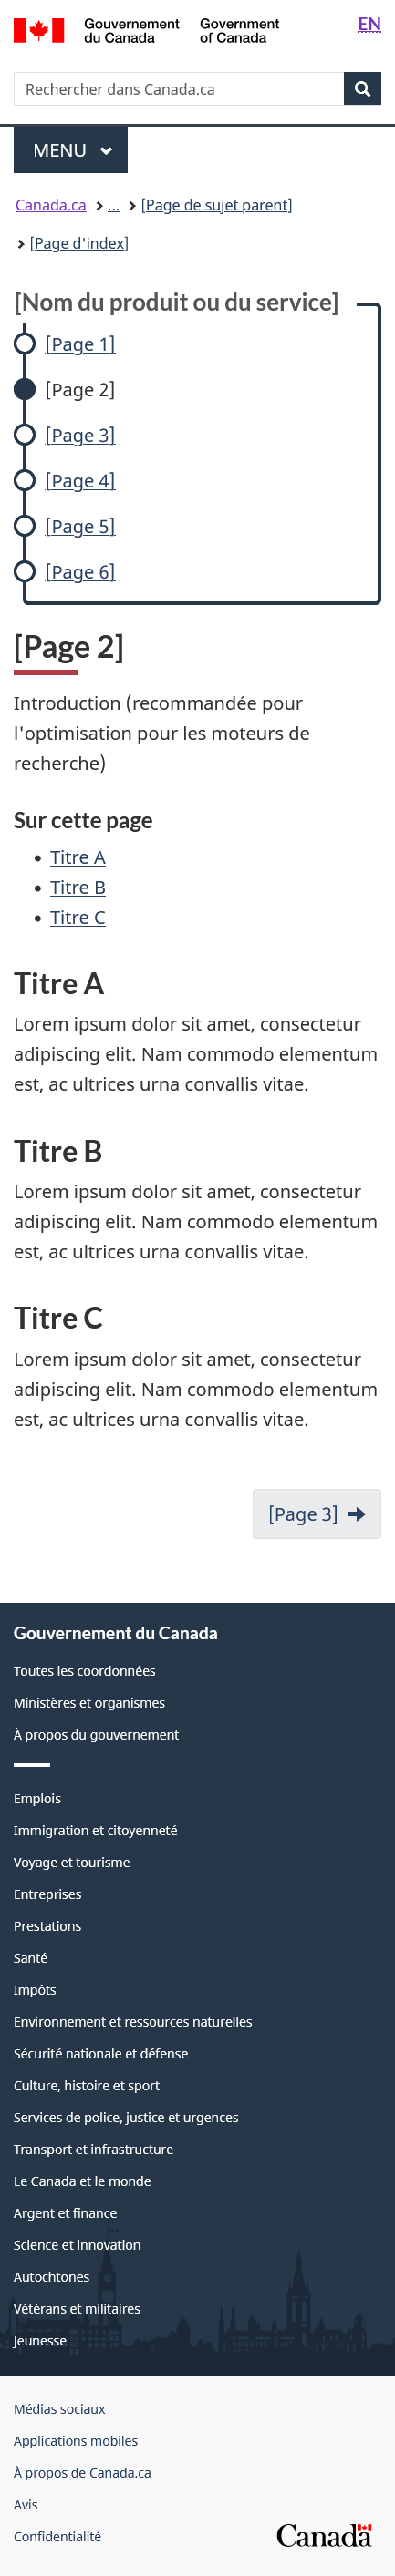 Gouvernement
du Canada
Government
of Canada
EN
Rechercher dans Canada.ca
MENU
Canada.ca > ... > [Page de sujet parent]
> [Page d'index]
[Nom du produit ou du service]
[Page 1]
[Page 2]
[Page 3]
[Page 4]
[Page 5]
[Page 6]
[Page 2]
Introduction (recommandée pour
l'optimisation pour les moteurs de
recherche)
Sur cette page
• Titre A
• Titre B
• Titre C
Titre A
Lorem ipsum dolor sit amet, consectetur
adipiscing elit. Nam commodo elementum
est, ac ultrices urna convallis vitae.
Titre B
Lorem ipsum dolor sit amet, consectetur
adipiscing elit. Nam commodo elementum
est, ac ultrices urna convallis vitae.
Titre C
Lorem ipsum dolor sit amet, consectetur
adipiscing elit. Nam commodo elementum
est, ac ultrices urna convallis vitae.
[Page 3]
Gouvernement du Canada
Toutes les coordonnées
Ministères et organismes
À propos du gouvernement
Emplois
Immigration et citoyenneté
Voyage et tourisme
Entreprises
Prestations
Santé
Impôts
Environnement et ressources naturelles
Sécurité nationale et défense
Culture, histoire et sport
Services de police, justice et urgences
Transport et infrastructure
Le Canada et le monde
Argent et finance
Science et innovation
Autochtones
Vétérans et militaires
Jeunesse
Médias sociaux
Applications mobiles
À propos de Canada.ca
Avis
Confidentialité
Canada